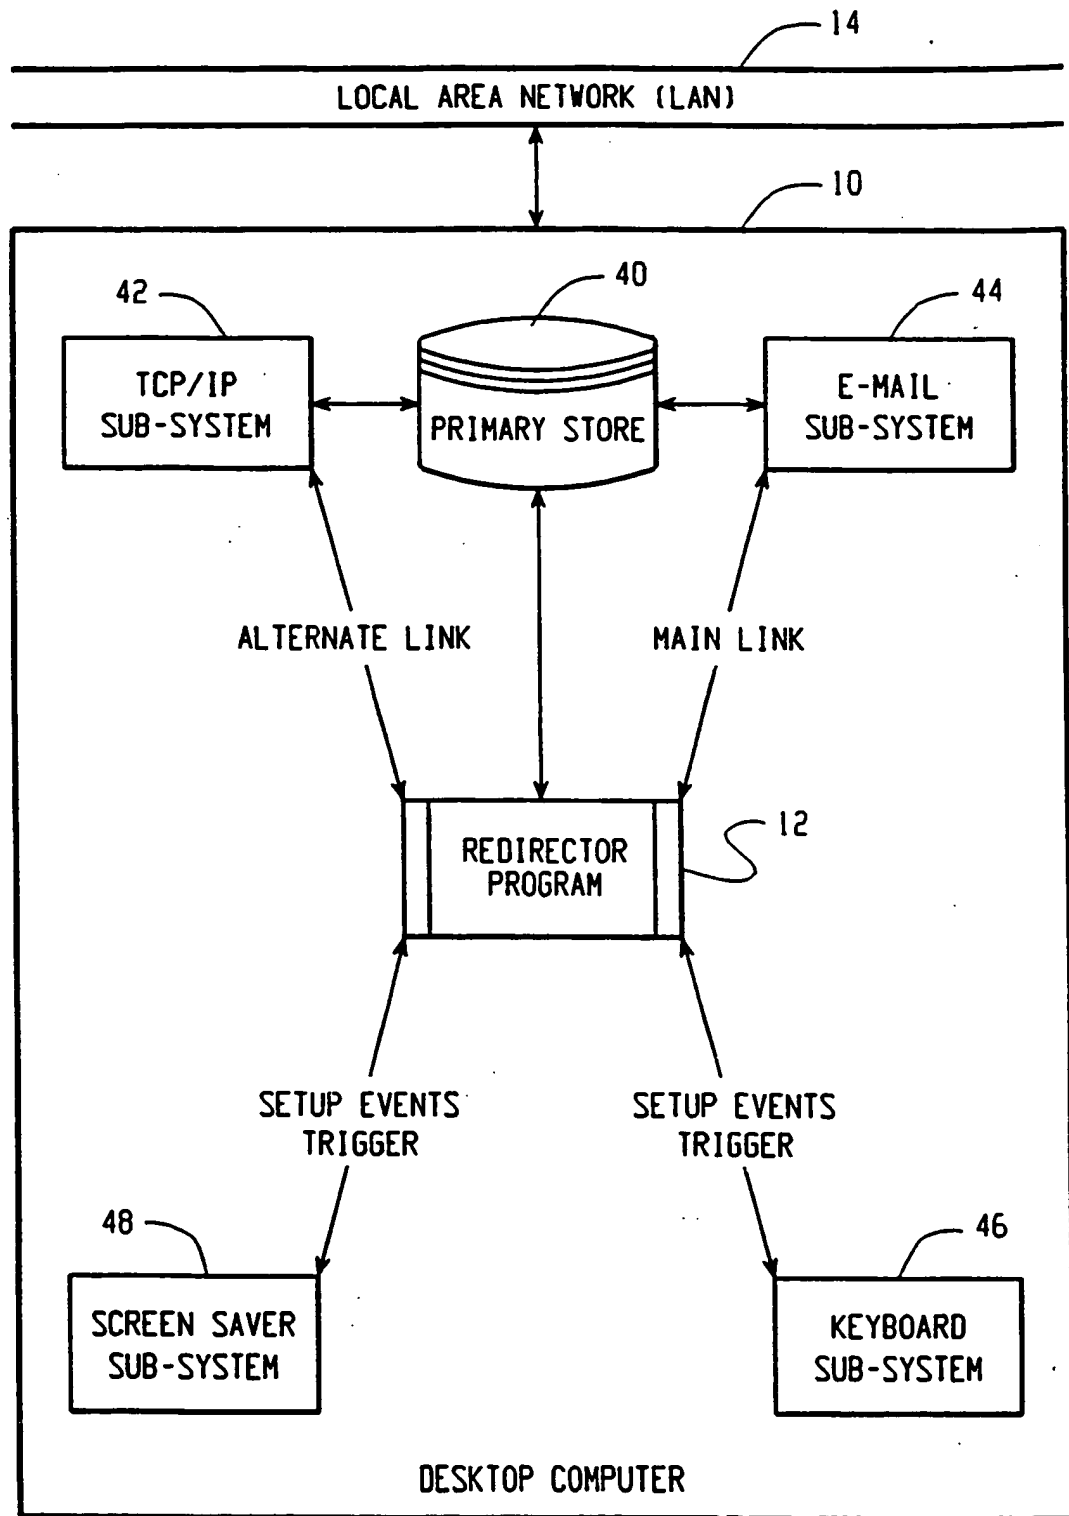 14
LOCAL AREA NETWORK (LAN)
10
42
40
44
TCP/IP
SUB-SYSTEM
PRIMARY STORE
E-MAIL
SUB-SYSTEM
ALTERNATE LINK
MAIN LINK
12
REDIRECTOR
PROGRAM
SETUP EVENTS
TRIGGER
SETUP EVENTS
TRIGGER
48
46
SCREEN SAVER
SUB-SYSTEM
KEYBOARD
SUB-SYSTEM
DESKTOP COMPUTER